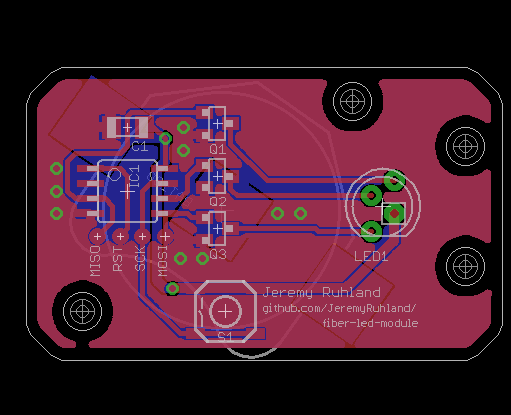 C1
IC1
Q1
Q2
Q3
MISO
RST
SCK
MOSI
LED1
Jeremy Ruhland
github.com/JeremyRuhland/
fiber-led-module
S1